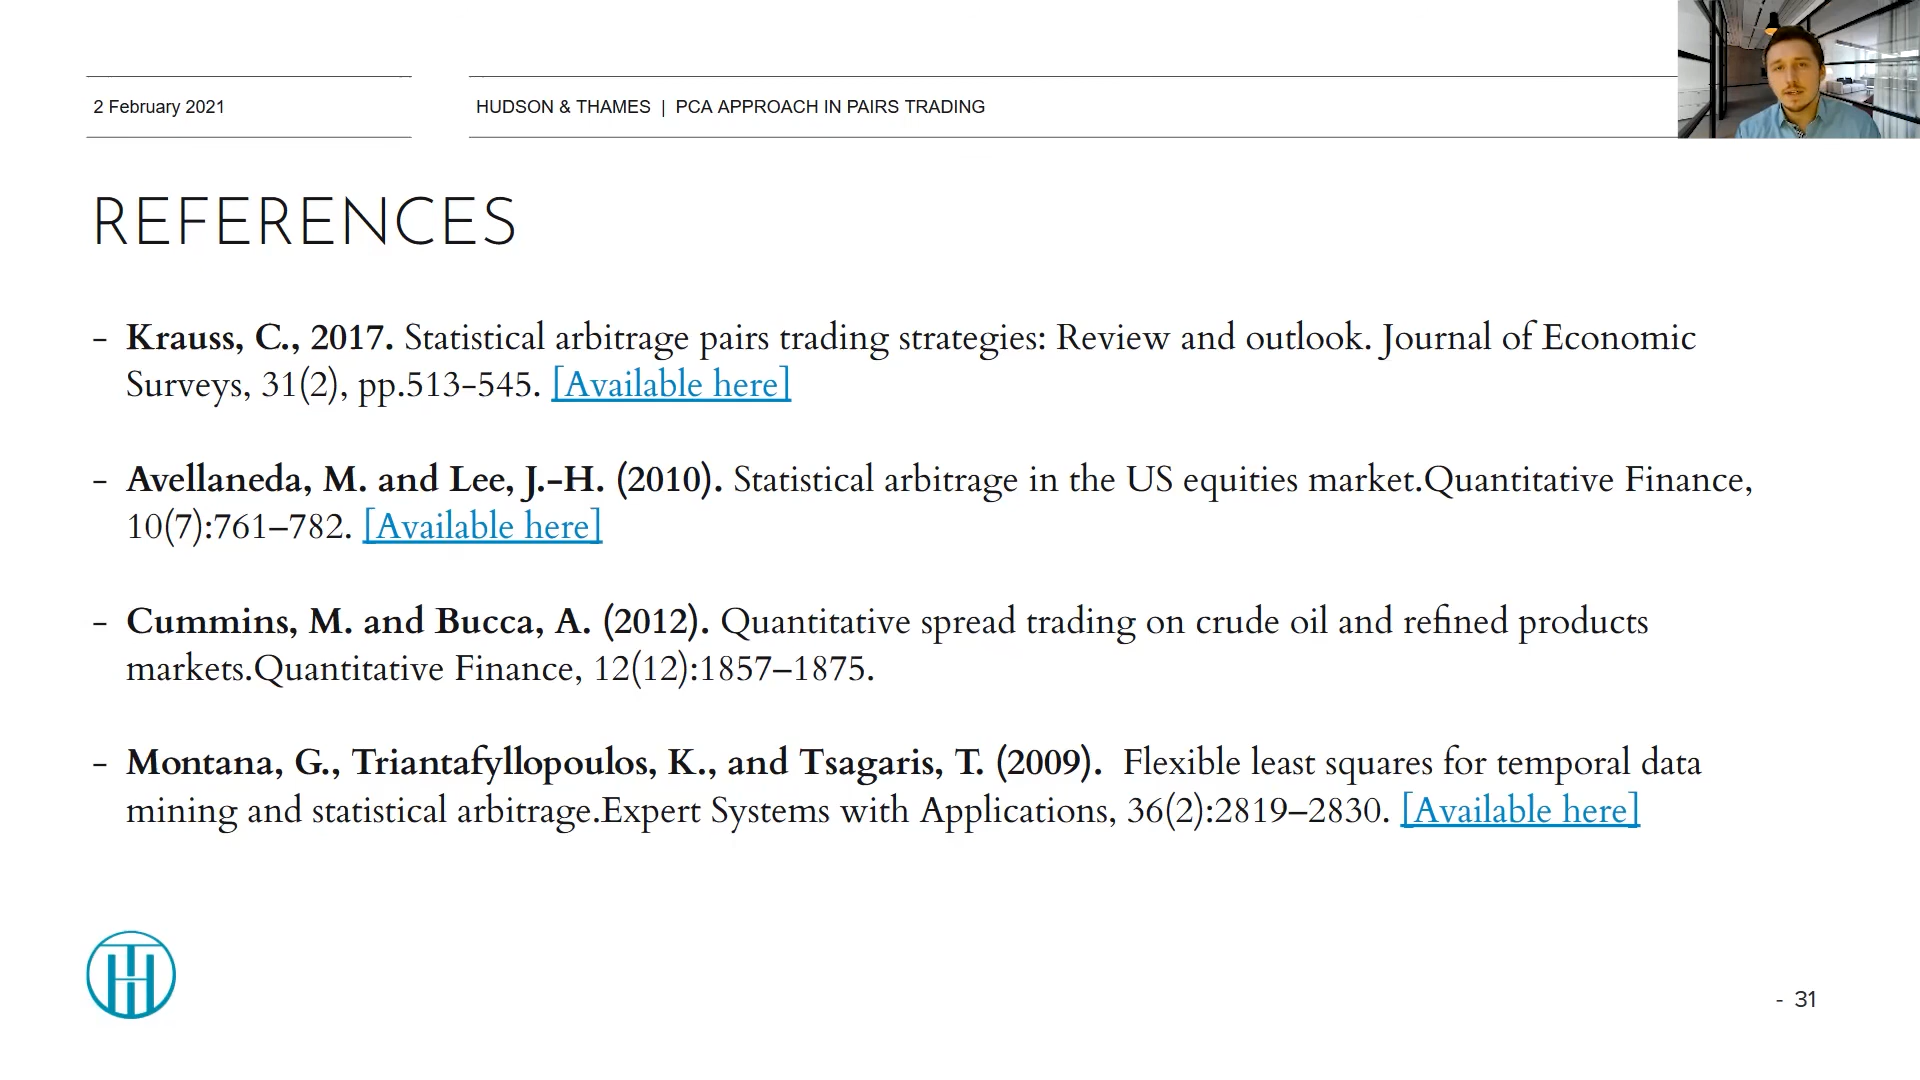 2 February 2021
HUDSON & THAMES | PCA APPROACH IN PAIRS TRADING
REFERENCES
- Krauss, C., 2017. Statistical arbitrage pairs trading strategies: Review and outlook. Journal of Economic
Surveys, 31(2), pp.513-545. [Available here]
- Avellaneda, M. and Lee, J.-H. (2010). Statistical arbitrage in the US equities market.Quantitative Finance,
10(7):761–782. [Available here]
- Cummins, M. and Bucca, A. (2012). Quantitative spread trading on crude oil and refined products
markets.Quantitative Finance, 12(12):1857–1875.
- Montana, G., Triantafyllopoulos, K., and Tsagaris, T. (2009). Flexible least squares for temporal data
mining and statistical arbitrage.Expert Systems with Applications, 36(2):2819–2830. [Available here]
- 31